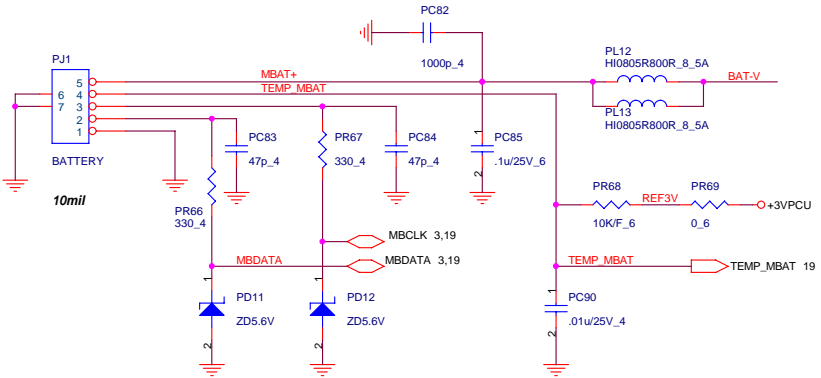 PC82
1000p_4
PL12
HI0805R800R_8_5A
PJ1
MBAT+
BAT-V
TEMP_MBAT
5
4
3
2
1
6
7
PL13
HI0805R800R_8_5A
BATTERY
PC83
47p_4
PR67
330_4
PC84
47p_4
1
PC85
.1u/25V_6
2
10mil
PR66
330_4
PR68
REF3V
PR69
+3VPCU
10K/F_6
0_6
MBCLK 3,19
MBDATA
MBDATA 3,19
TEMP_MBAT
TEMP_MBAT 19
1
PD11
ZD5.6V
2
1
PD12
ZD5.6V
2
1
PC90
.01u/25V_4
2